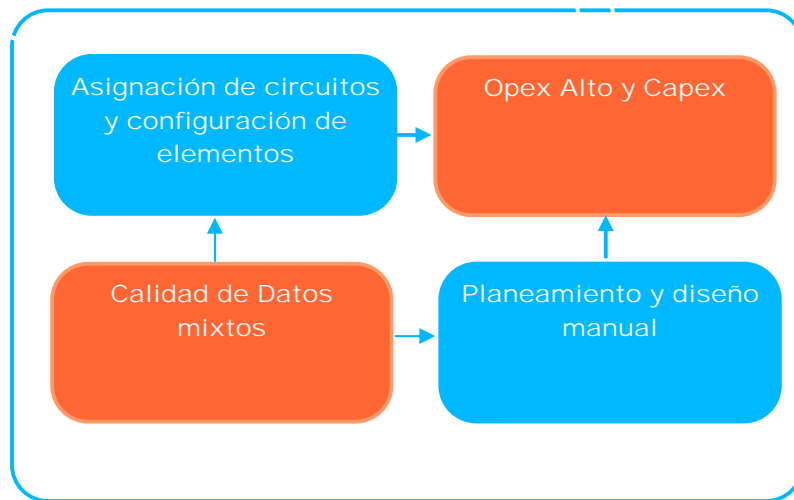 Asignación de circuitos
y configuración de
elementos
Opex Alto y Capex
Calidad de Datos
mixtos
Planeamiento y diseño
manual